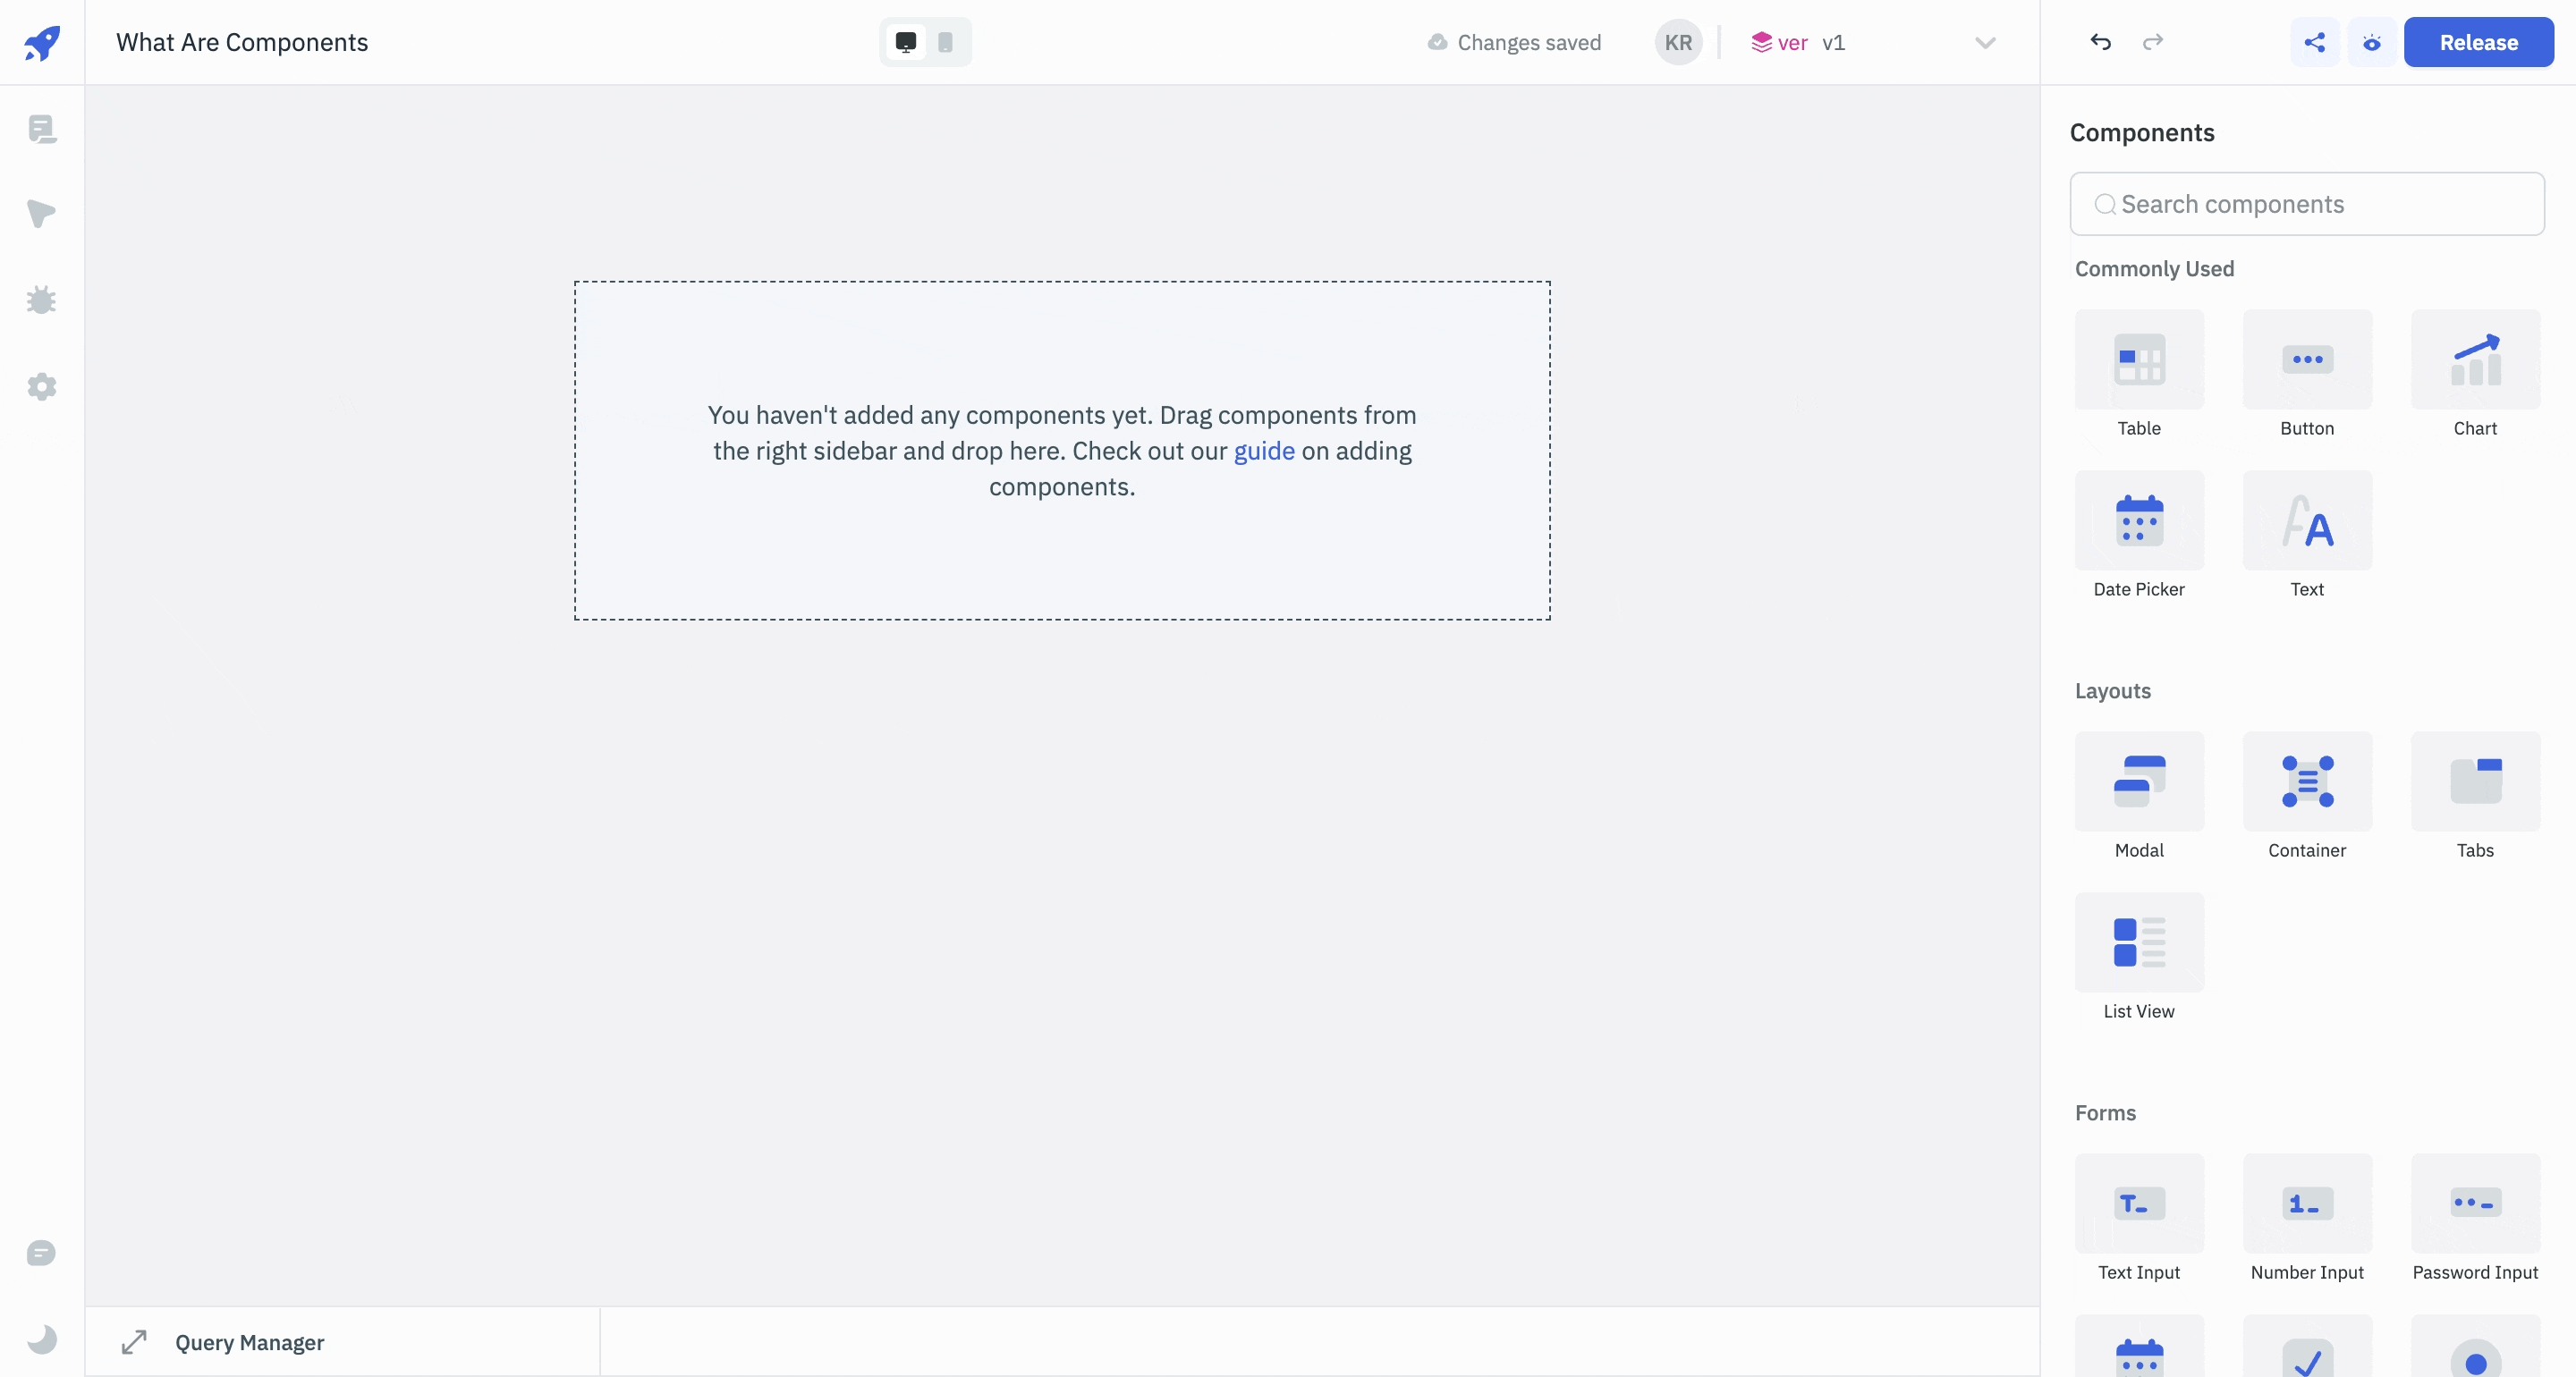 What Are Components
Changes saved
KR
ver v1
Release
Components
Search components
Commonly Used
Table Button Chart
Date Picker Text
Layouts
Modal Container Tabs
List View
Forms
Text Input Number Input Password Input
You haven't added any components yet. Drag components from
the right sidebar and drop here. Check out our guide on adding
components.
Query Manager